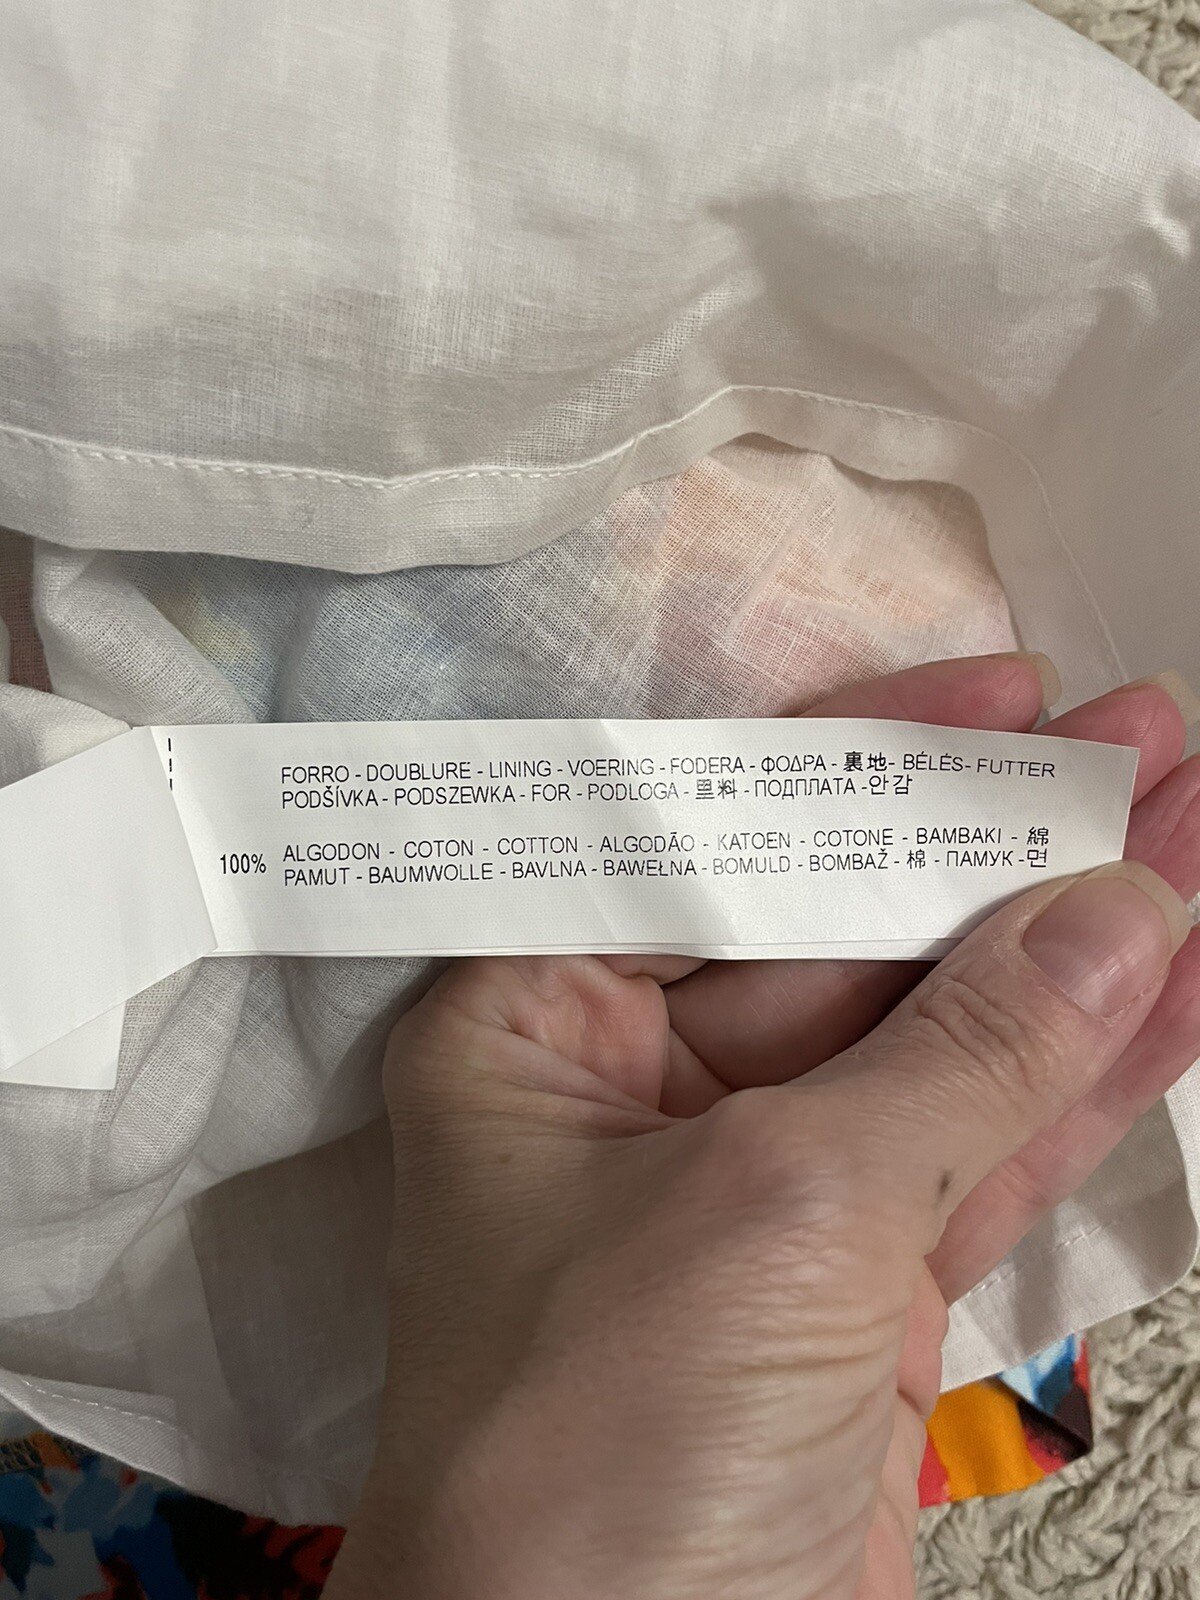 FORRO - DOUBLURE - LINING - VOERING - FODERA - ΦΟΔΡΑ - 裏地- BÉLÉS- FUTTER
PODŠÍVKA - PODSZEWKA - FOR - PODLOGA - 里料 - ПОДПЛАТА -안감
100% ALGODON - COTON - COTTON - ALGODÃO - KATOEN - COTONE - BAMBAKI - 綿
PAMUT - BAUMWOLLE - BAVLNA - BAWEŁNA - BOMULD - BOMBAŽ - 棉 - ПАМУК -면